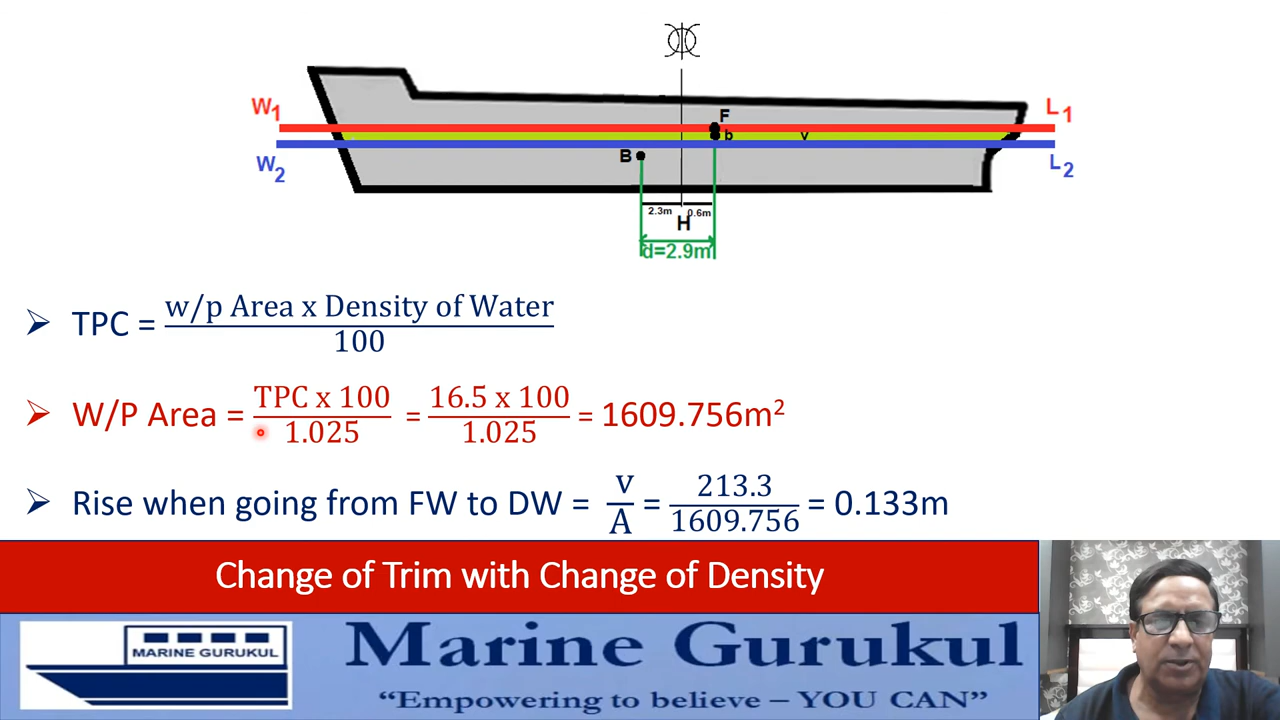 W1 L1
F
b v
W2 L2
B
2.3m 0.6m
H
d=2.9m
➢ TPC = w/p Area x Density of Water / 100
➢ W/P Area = TPC x 100 / 1.025 = 16.5 x 100 / 1.025 = 1609.756m²
➢ Rise when going from FW to DW = v / A = 213.3 / 1609.756 = 0.133m
Change of Trim with Change of Density
MARINE GURUKUL
Marine Gurukul
“Empowering to believe – YOU CAN”